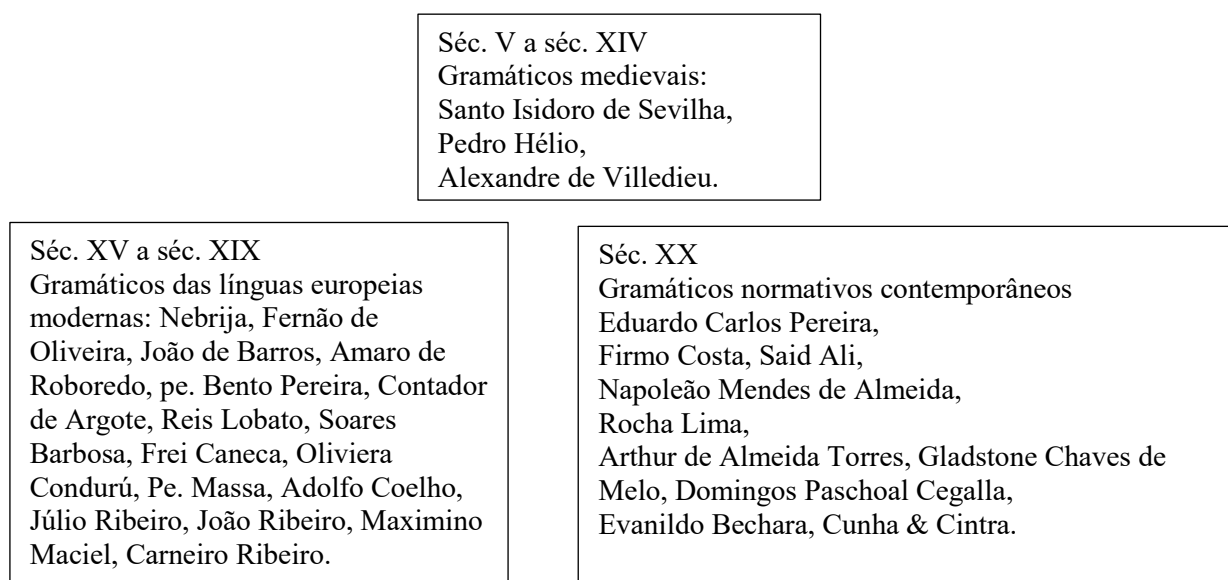 Séc. V a séc. XIV
Gramáticos medievais:
Santo Isidoro de Sevilha,
Pedro Hélio,
Alexandre de Villedieu.
Séc. XV a séc. XIX
Gramáticos das línguas europeias
modernas: Nebrija, Fernão de
Oliveira, João de Barros, Amaro de
Roboredo, pe. Bento Pereira, Contador
de Argote, Reis Lobato, Soares
Barbosa, Frei Caneca, Oliviera
Condurú, Pe. Massa, Adolfo Coelho,
Júlio Ribeiro, João Ribeiro, Maximino
Maciel, Carneiro Ribeiro.
Séc. XX
Gramáticos normativos contemporâneos
Eduardo Carlos Pereira,
Firmo Costa, Said Ali,
Napoleão Mendes de Almeida,
Rocha Lima,
Arthur de Almeida Torres, Gladstone Chaves de
Melo, Domingos Paschoal Cegalla,
Evanildo Bechara, Cunha & Cintra.